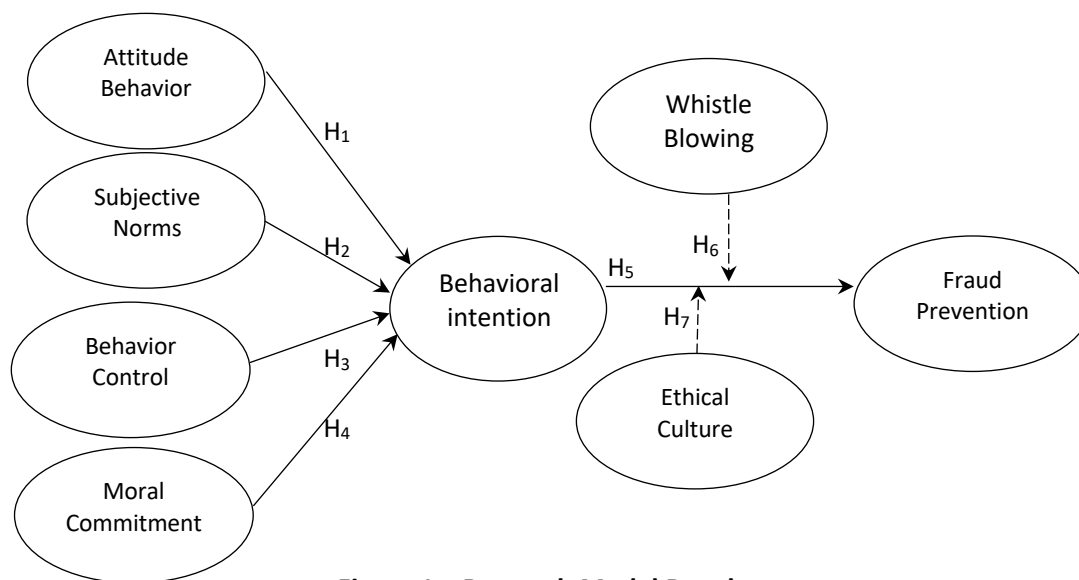 Attitude
Behavior
H1
Subjective
Norms
H2
Behavior
Control
H3
Moral
Commitment
H4
Behavioral
intention
H5
Whistle
Blowing
H6
H7
Ethical
Culture
Fraud
Prevention